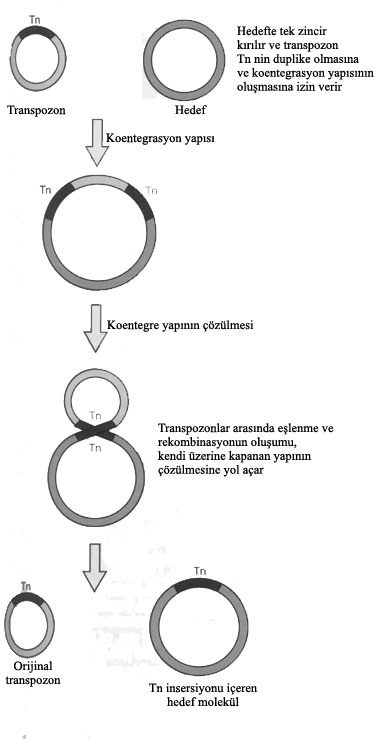 Tn
Transpozon
Hedef
Hedefte tek zincir
kırılır ve transpozon
Tn nin duplike olmasına
ve koentegrasyon yapısının
oluşmasına izin verir
Koentegrasyon yapısı
Tn
Tn
Koentegre yapının çözülmesi
Tn
Tn
Transpozonlar arasında eşlenme ve
rekombinasyonun oluşumu,
kendi üzerine kapanan yapının
çözülmesine yol açar
Tn
Orijinal
transpozon
Tn
Tn insersiyonu içeren
hedef molekül